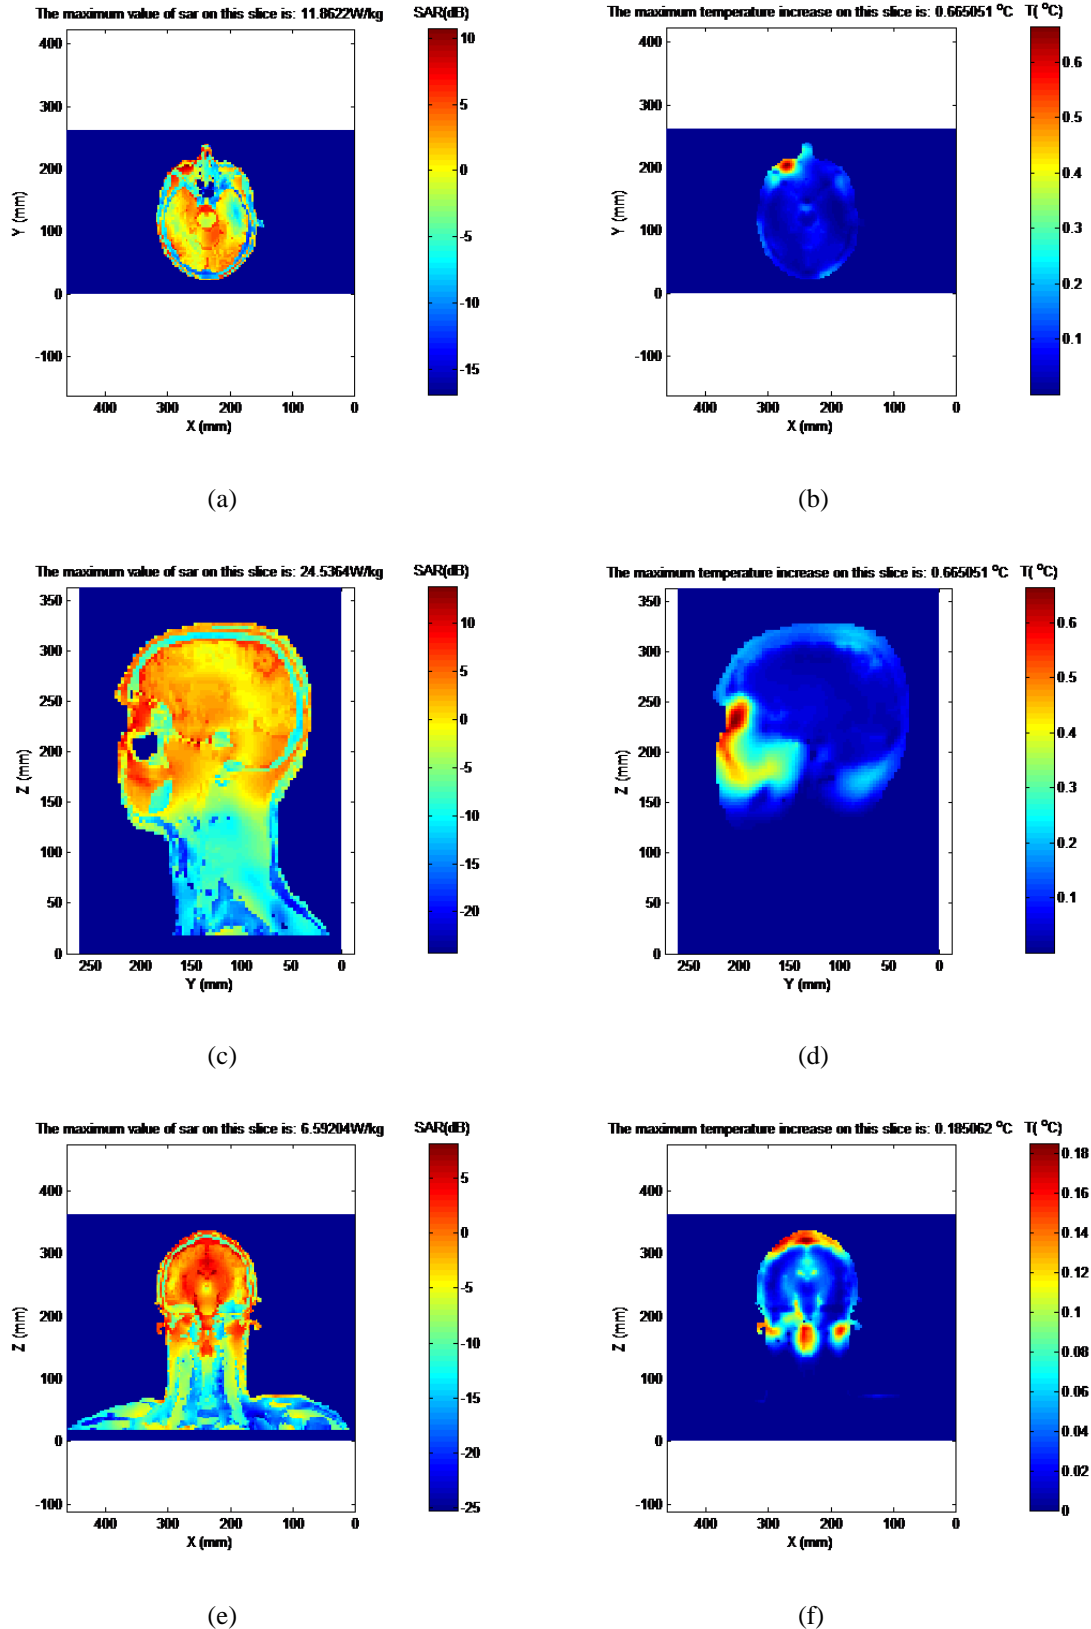 The maximum value of sar on this slice is: 11.8622W/kg SAR(dB)
10
5
0
-5
-10
-15
400
300
200
100
0
-100
Y (mm)
400 300 200 100 0
X (mm)
(a)
The maximum temperature increase on this slice is: 0.665051 °C T( °C)
0.6
0.5
0.4
0.3
0.2
0.1
400
300
200
100
0
-100
Y (mm)
400 300 200 100 0
X (mm)
(b)
The maximum value of sar on this slice is: 24.5364W/kg SAR(dB)
10
5
0
-5
-10
-15
-20
350
300
250
200
150
100
50
0
Z (mm)
250 200 150 100 50 0
Y (mm)
(c)
The maximum temperature increase on this slice is: 0.665051 °C T( °C)
0.6
0.5
0.4
0.3
0.2
0.1
350
300
250
200
150
100
50
0
Z (mm)
250 200 150 100 50 0
Y (mm)
(d)
The maximum value of sar on this slice is: 6.59204W/kg SAR(dB)
5
0
-5
-10
-15
-20
-25
400
300
200
100
0
-100
Z (mm)
400 300 200 100 0
X (mm)
(e)
The maximum temperature increase on this slice is: 0.185062 °C T( °C)
0.18
0.16
0.14
0.12
0.1
0.08
0.06
0.04
0.02
0
400
300
200
100
0
-100
Z (mm)
400 300 200 100 0
X (mm)
(f)